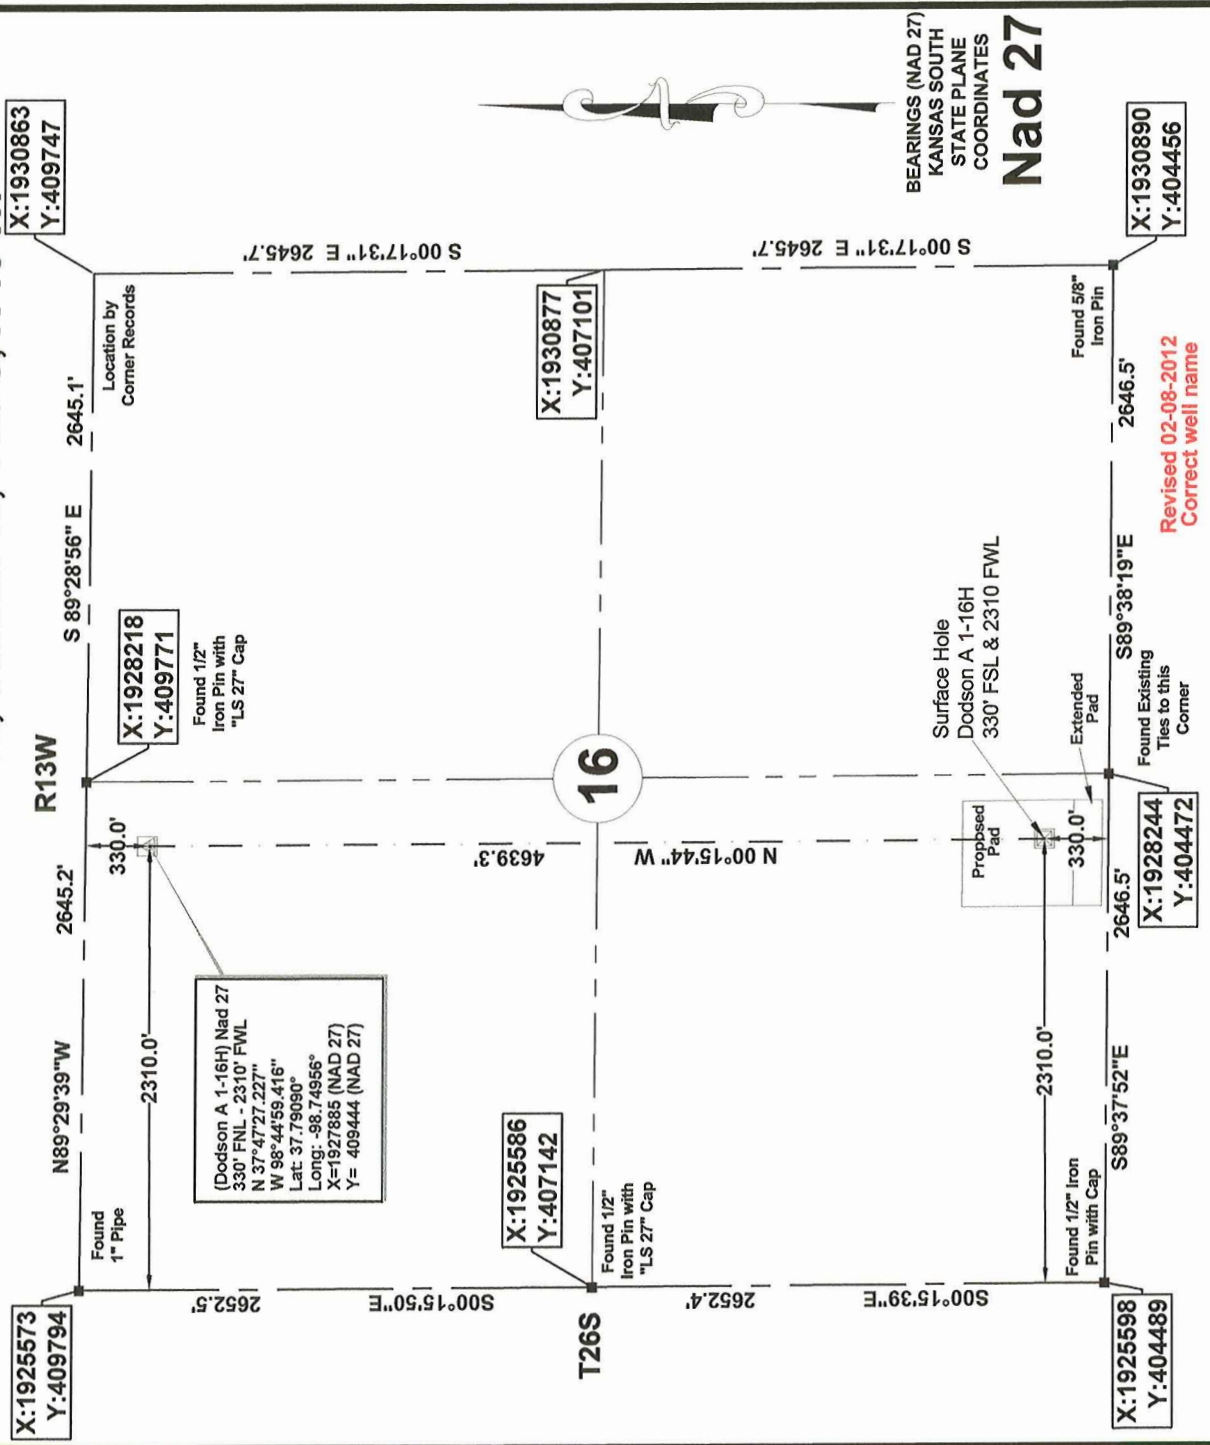 R13W
X:1925573
Y:409794
N89°29'39"W
2645.2'
S 89°28'56" E
2645.1'
X:1930863
Y:409747
Found
1" Pipe
330.0'
2310.0'
X:1928218
Y:409771
Found 1/2"
Iron Pin with
"LS 27" Cap
Location by
Corner Records
(Dodson A 1-16H) Nad 27
330' FNL - 2310' FWL
N 37°47'27.227"
W 98°44'59.416"
Lat: 37.79090°
Long: -98.74956°
X=1927885 (NAD 27)
Y= 409444 (NAD 27)
2652.5'
S00°15'50"E
4639.3'
N 00°15'44" W
S 00°17'31" E 2645.7'
T26S
X:1925586
Y:407142
Found 1/2"
Iron Pin with
"LS 27" Cap
16
X:1930877
Y:407101
2652.4'
S00°15'39"E
S 00°17'31" E 2645.7'
BEARINGS (NAD 27)
KANSAS SOUTH
STATE PLANE
COORDINATES
Nad 27
Surface Hole
Dodson A 1-16H
330' FSL & 2310 FWL
Proposed
Pad
Extended
Pad
330.0'
2310.0'
Found 1/2" Iron
Pin with Cap
Found 5/8"
Iron Pin
X:1925598
Y:404489
S89°37'52"E
2646.5'
X:1928244
Y:404472
Found Existing
Ties to this
Corner
S89°38'19"E
2646.5'
X:1930890
Y:404456
Revised 02-08-2012
Correct well name